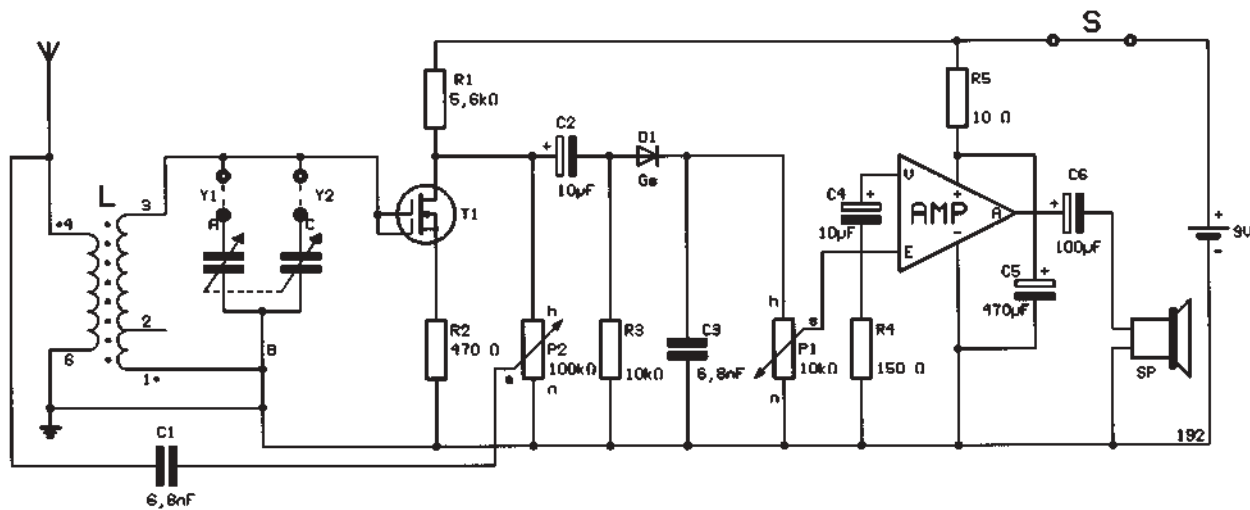 S
R1
5,6kΩ
R5
10 Ω
C2
+
10µF
D1
Ge
L
3
Y1
Y2
A
C
*4
T1
C4
+
10µF
V
AMP
+
A
-
E
C6
+
100µF
+
9V
-
C5
+
470µF
2
6
1*
B
R2
470 Ω
h
P2
100kΩ
s
n
R3
10kΩ
C3
6,8nF
h
s
P1
10kΩ
n
R4
150 Ω
SP
192
C1
6,8nF